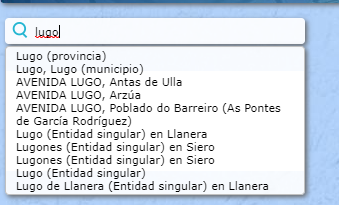 lugo
Lugo (provincia)
Lugo, Lugo (municipio)
AVENIDA LUGO, Antas de Ulla
AVENIDA LUGO, Arzúa
AVENIDA LUGO, Poblado do Barreiro (As Pontes
de García Rodríguez)
Lugo (Entidad singular) en Llanera
Lugones (Entidad singular) en Siero
Lugones (Entidad singular) en Siero
Lugo (Entidad singular)
Lugo de Llanera (Entidad singular) en Llanera